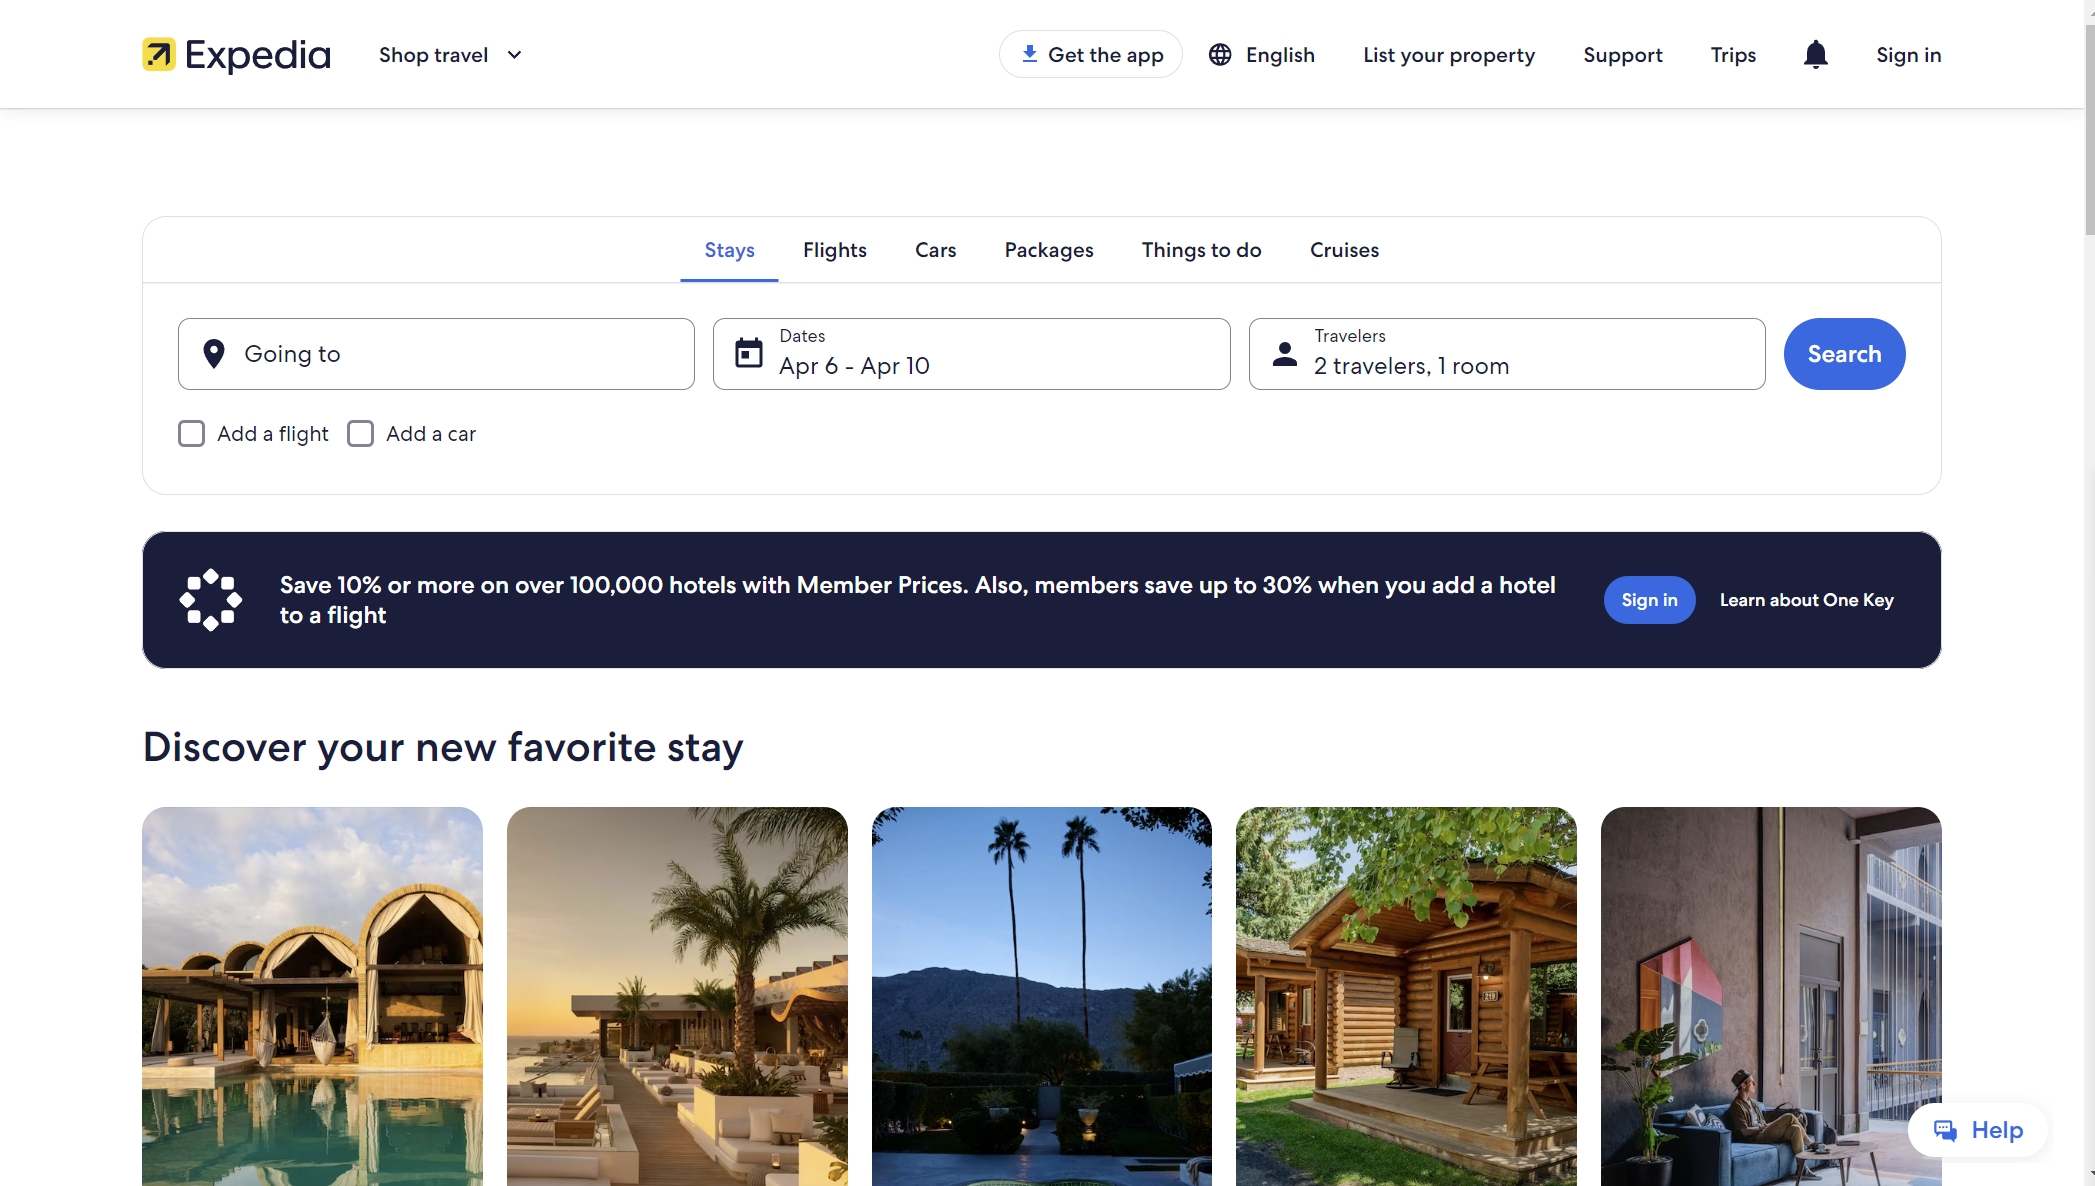 Expedia
Shop travel
Get the app
English
List your property
Support
Trips
Sign in
Stays
Flights
Cars
Packages
Things to do
Cruises
Going to
Dates
Apr 6 - Apr 10
Travelers
2 travelers, 1 room
Search
Add a flight
Add a car
Save 10% or more on over 100,000 hotels with Member Prices. Also, members save up to 30% when you add a hotel
to a flight
Sign in
Learn about One Key
Discover your new favorite stay
219
Help